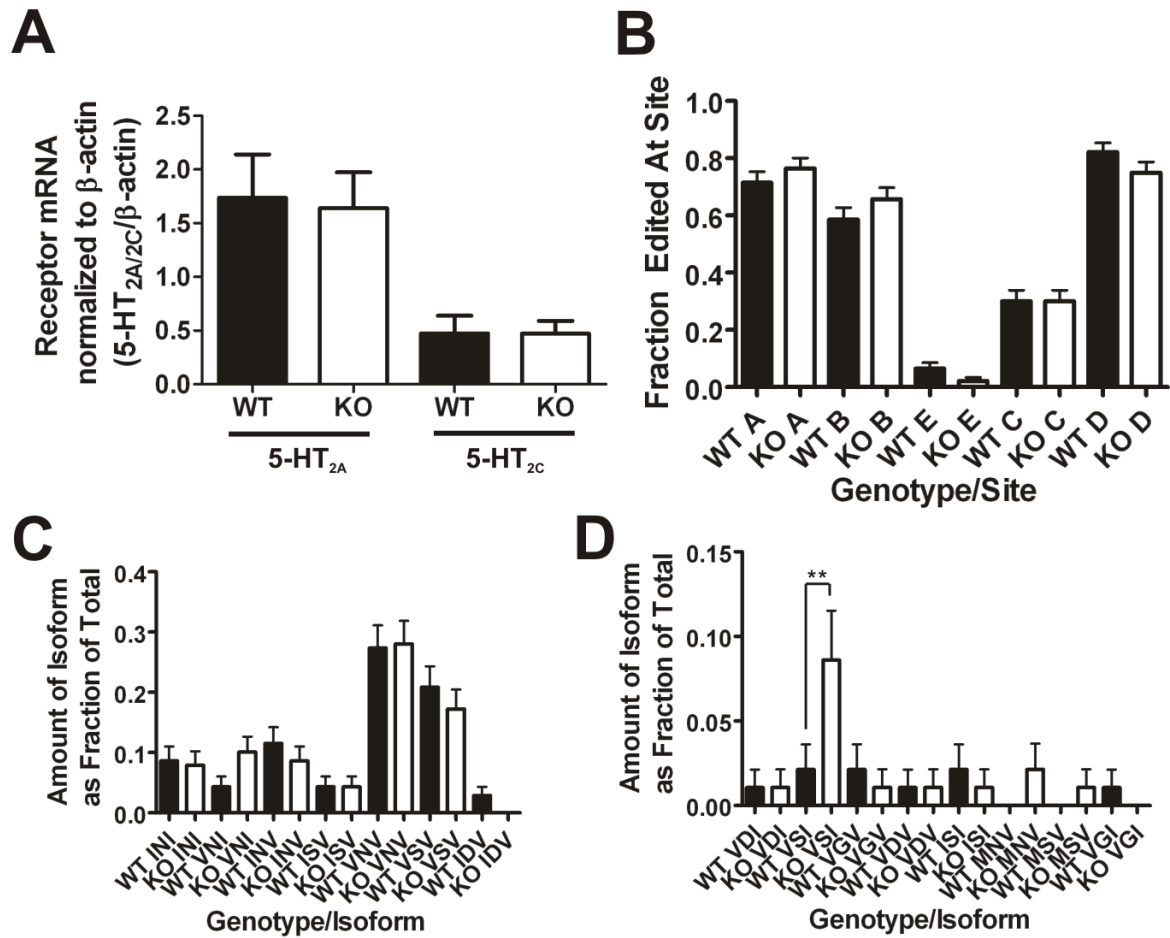 A
Receptor mRNA
normalized to β-actin
(5-HT2A/2C/β-actin)
2.5
2.0
1.5
1.0
0.5
0.0
WT KO WT KO
5-HT2A 5-HT2C
B
Fraction Edited At Site
1.0
0.8
0.6
0.4
0.2
0.0
WT A
KO A
WT B
KO B
WT E
KO E
WT C
KO C
WT D
KO D
Genotype/Site
C
Amount of Isoform
as Fraction of Total
0.4
0.3
0.2
0.1
0.0
WT INI
KO INI
WT VNI
KO VNI
WT INV
KO INV
WT ISV
KO ISV
WT VNV
KO VNV
WT VSV
KO VSV
WT IDV
KO IDV
Genotype/Isoform
D
Amount of Isoform
as Fraction of Total
0.15
0.10
0.05
0.00
**
WT VDI
KO VDI
WT VSI
KO VSI
WT VGV
KO VGV
WT VDV
KO VDV
WT ISI
KO ISI
WT MNV
KO MNV
WT MSV
KO MSV
WT VGI
KO VGI
Genotype/Isoform